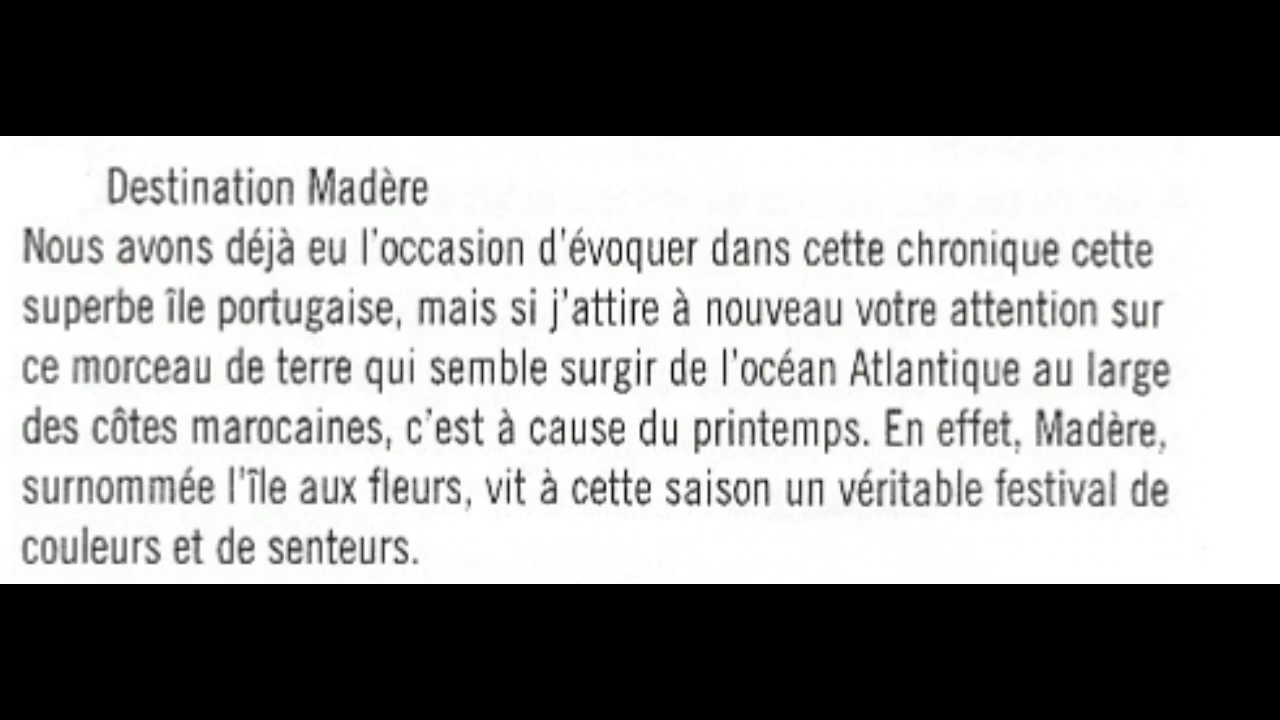 Destination Madère
Nous avons déjà eu l'occasion d'évoquer dans cette chronique cette
superbe île portugaise, mais si j'attire à nouveau votre attention sur
ce morceau de terre qui semble surgir de l'océan Atlantique au large
des côtes marocaines, c'est à cause du printemps. En effet, Madère,
surnommée l'île aux fleurs, vit à cette saison un véritable festival de
couleurs et de senteurs.